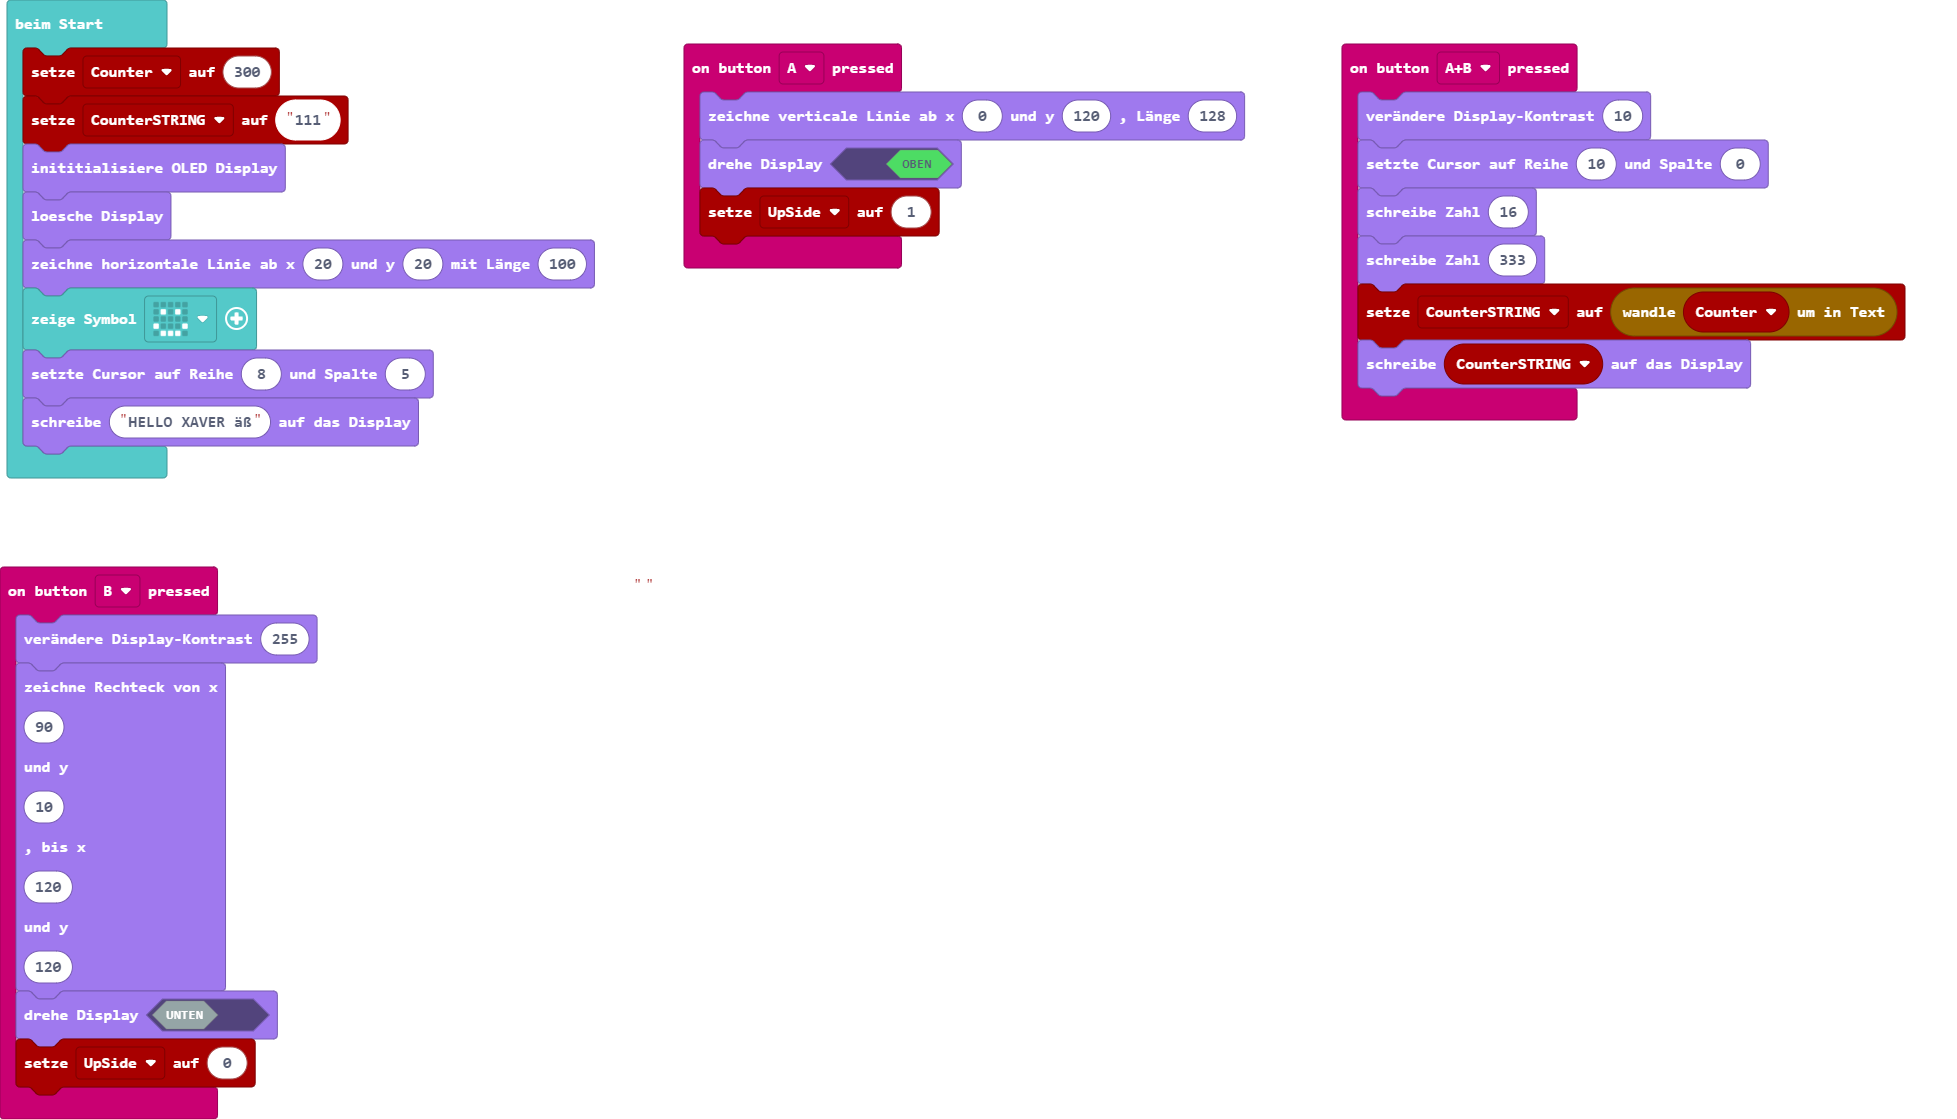 beim Start
setze Counter auf 300
setze CounterSTRING auf "111"
inititialisiere OLED Display
loesche Display
zeichne horizontale Linie ab x 20 und y 20 mit Länge 100
zeige Symbol
setzte Cursor auf Reihe 8 und Spalte 5
schreibe "HELLO XAVER äß" auf das Display
on button A pressed
zeichne verticale Linie ab x 0 und y 120 , Länge 128
drehe Display OBEN
setze UpSide auf 1
on button A+B pressed
verändere Display-Kontrast 10
setzte Cursor auf Reihe 10 und Spalte 0
schreibe Zahl 16
schreibe Zahl 333
setze CounterSTRING auf wandle Counter um in Text
schreibe CounterSTRING auf das Display
on button B pressed
verändere Display-Kontrast 255
zeichne Rechteck von x
90
und y
10
, bis x
120
und y
120
drehe Display UNTEN
setze UpSide auf 0
" "